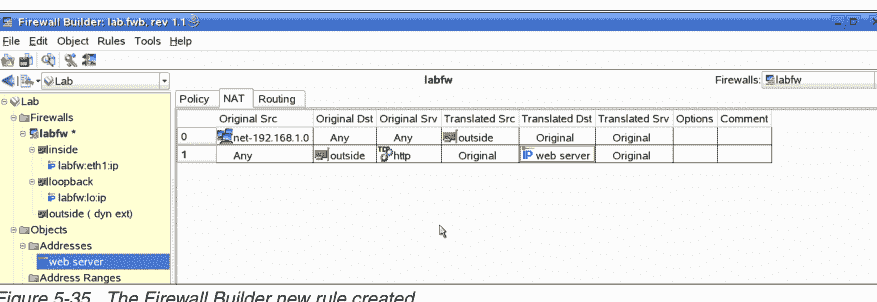 Firewall Builder: lab.fwb, rev 1.1
File Edit Object Rules Tools Help
Lab labfw Firewalls: labfw
Lab
Firewalls
labfw *
inside
labfw:eth1:ip
loopback
labfw:lo:ip
outside ( dyn ext)
Objects
Addresses
web server
Address Ranges
Policy NAT Routing
Original Src Original Dst Original Srv Translated Src Translated Dst Translated Srv Options Comment
0 net-192.168.1.0 Any Any outside Original Original
1 Any outside TCP http Original IP web server Original
Figure 5-35 The Firewall Builder new rule created